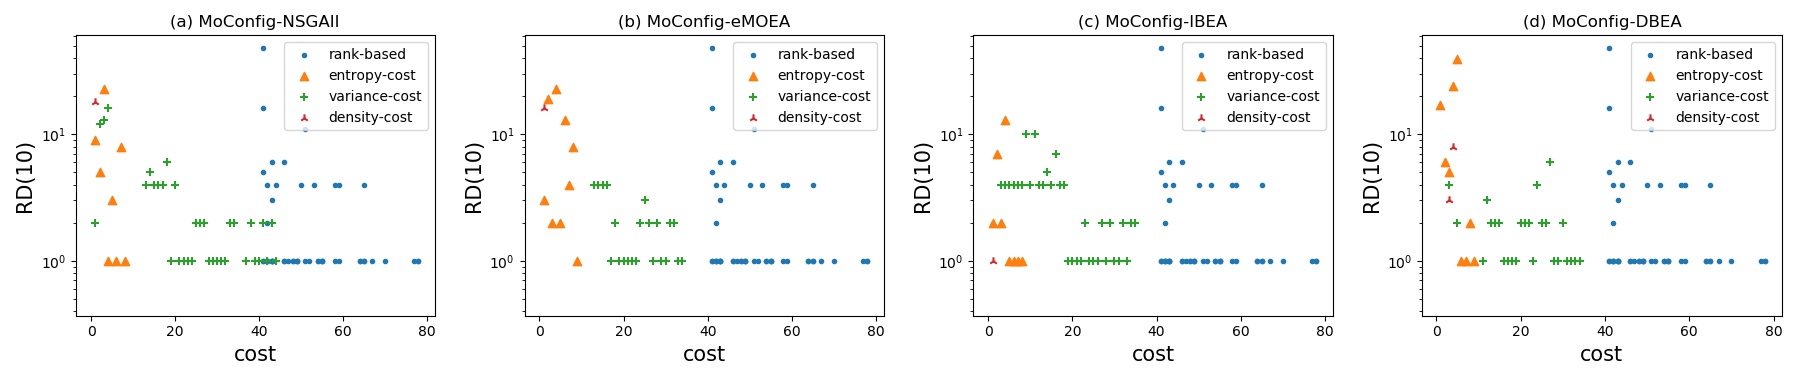 (a) MoConfig-NSGAII
RD(10)
10¹
10⁰
rank-based
entropy-cost
variance-cost
density-cost
0 20 40 60 80
cost
(b) MoConfig-eMOEA
RD(10)
10¹
10⁰
rank-based
entropy-cost
variance-cost
density-cost
0 20 40 60 80
cost
(c) MoConfig-IBEA
RD(10)
10¹
10⁰
rank-based
entropy-cost
variance-cost
density-cost
0 20 40 60 80
cost
(d) MoConfig-DBEA
RD(10)
10¹
10⁰
rank-based
entropy-cost
variance-cost
density-cost
0 20 40 60 80
cost